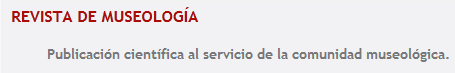 REVISTA DE MUSEOLOGÍA
Publicación científica al servicio de la comunidad museológica.